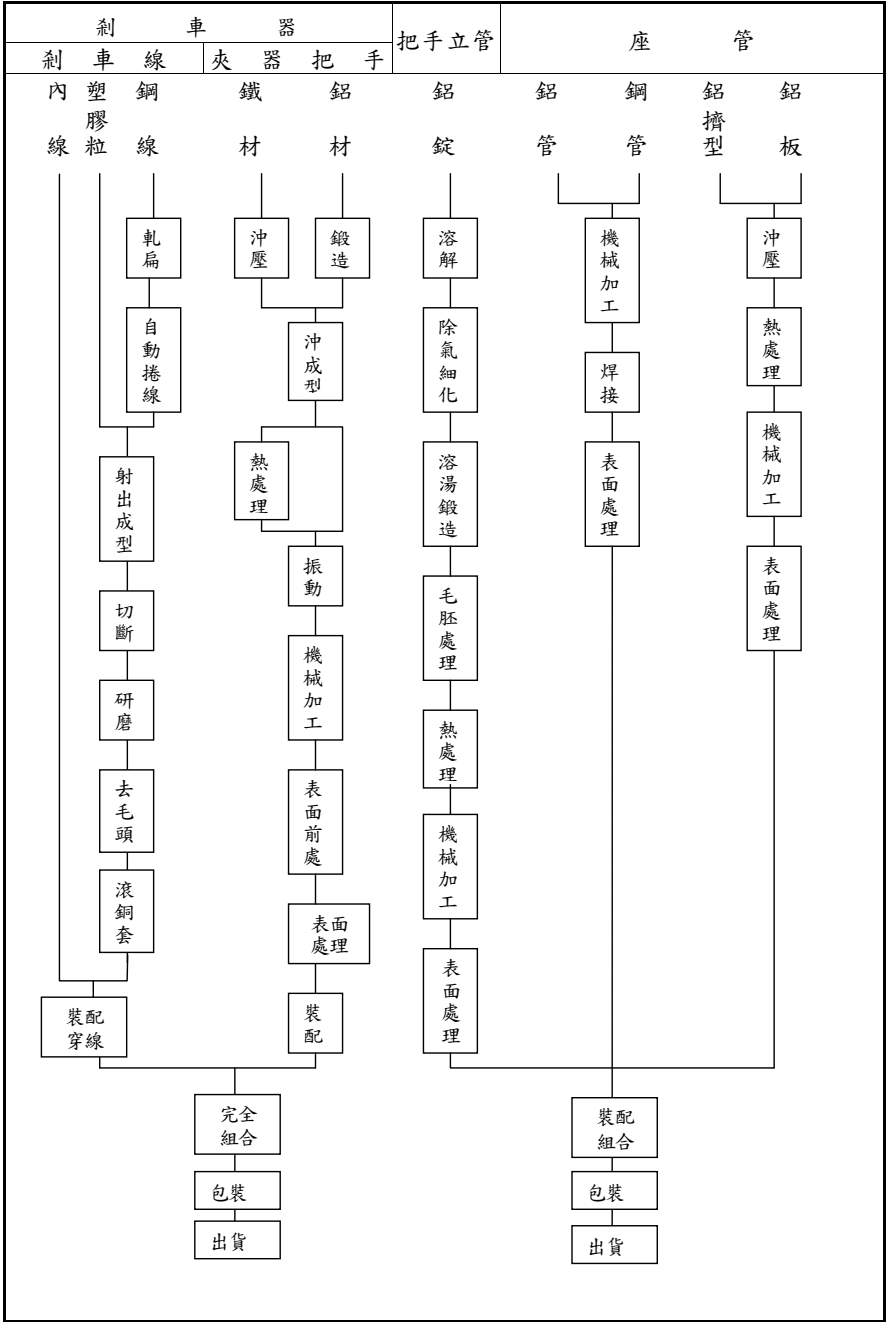 剎車器
把手立管
座管
剎車線
夾器把手
內線
塑膠粒
鋼線
鐵材
鋁材
鋁錠
鋁管
鋼管
鋁擠型
鋁板
軋扁
自動捲線
射出成型
切斷
研磨
去毛頭
滾銅套
裝配
穿線
沖壓
鍛造
沖成型
熱處理
振動
機械加工
表面前處
表面
處理
裝配
完全
組合
包裝
出貨
溶解
除氣細化
溶湯鍛造
毛胚處理
熱處理
機械加工
表面處理
機械加工
焊接
表面處理
沖壓
熱處理
機械加工
表面處理
裝配
組合
包裝
出貨